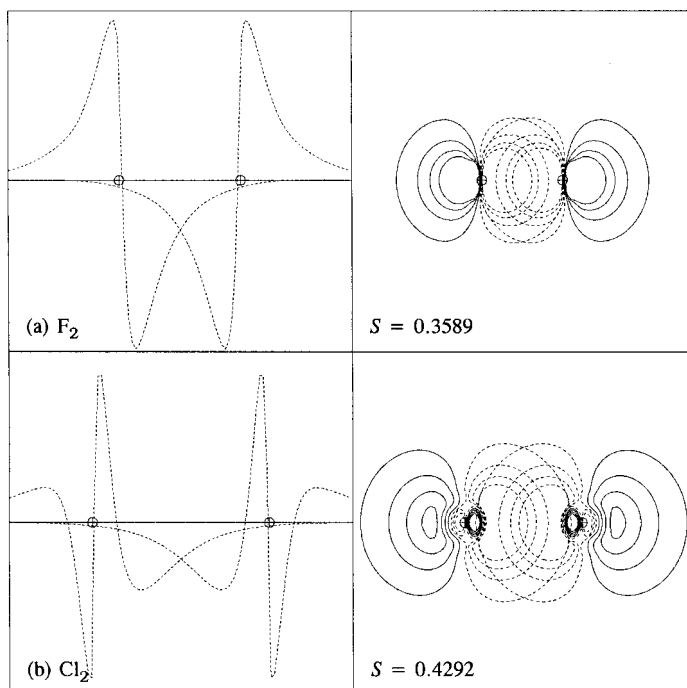 (a) F₂
S = 0.3589
(b) Cl₂
S = 0.4292